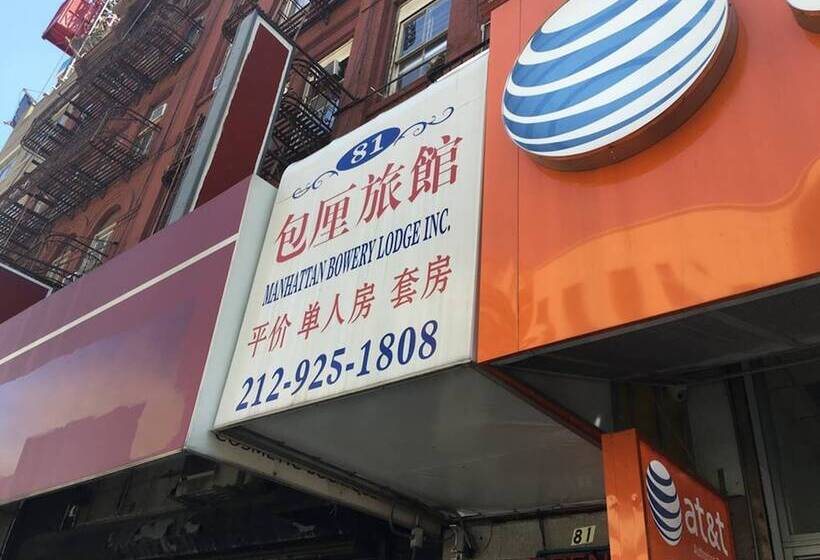 81
包厘旅館
MANHATTAN BOWERY LODGE INC.
平价 单人房 套房
212-925-1808
81
at&t